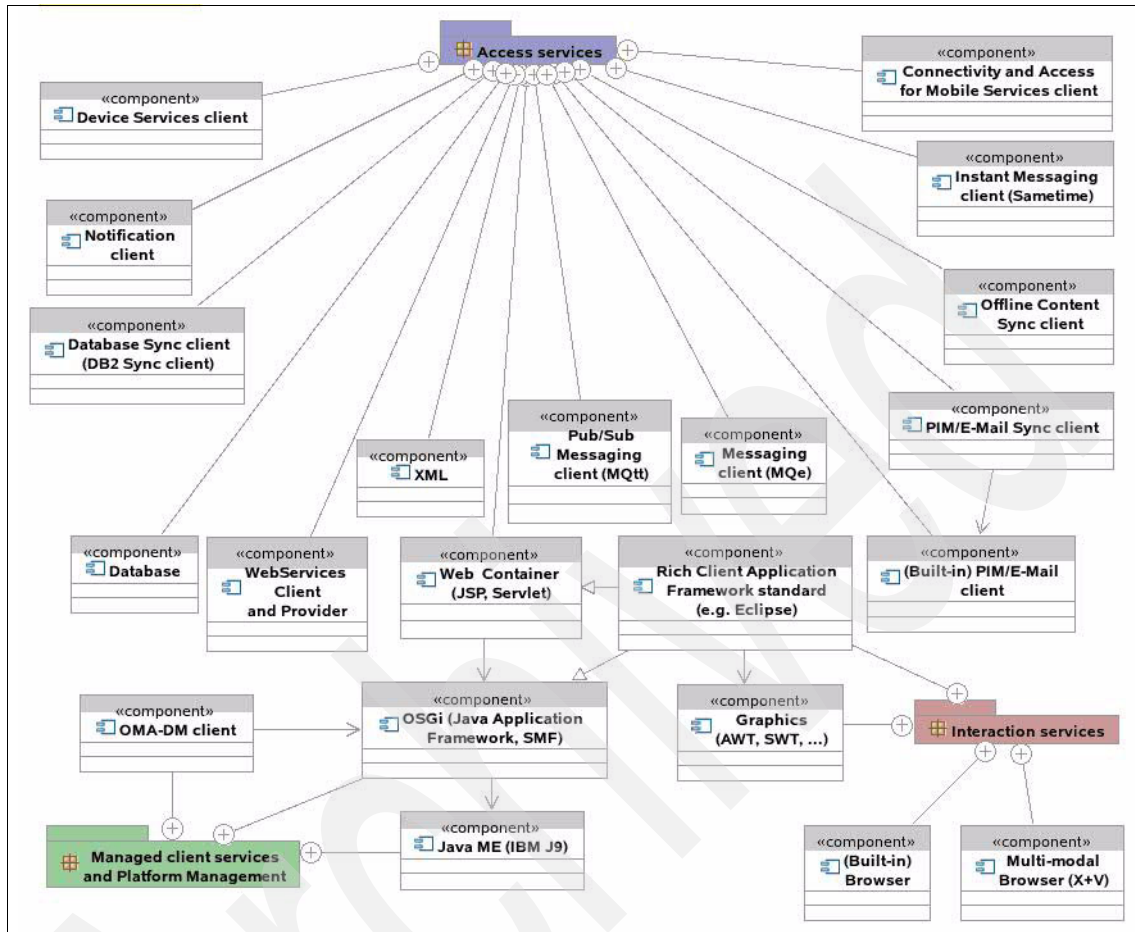 Access services
«component»
Connectivity and Access
for Mobile Services client
«component»
Device Services client
«component»
Instant Messaging
client (Sametime)
«component»
Notification
client
«component»
Offline Content
Sync client
«component»
Database Sync client
(DB2 Sync client)
«component»
PIM/E-Mail Sync client
«component»
Pub/Sub
Messaging
client (MQtt)
«component»
Messaging
client (MQe)
«component»
XML
«component»
Database
«component»
WebServices
Client
and Provider
«component»
Web Container
(JSP, Servlet)
«component»
Rich Client Application
Framework standard
(e.g. Eclipse)
«component»
(Built-in) PIM/E-Mail
client
«component»
OMA-DM client
«component»
OSGi (Java Application
Framework, SMF)
«component»
Graphics
(AWT, SWT, ...)
Interaction services
«component»
Java ME (IBM J9)
Managed client services
and Platform Management
«component»
(Built-in)
Browser
«component»
Multi-modal
Browser (X+V)
Archived